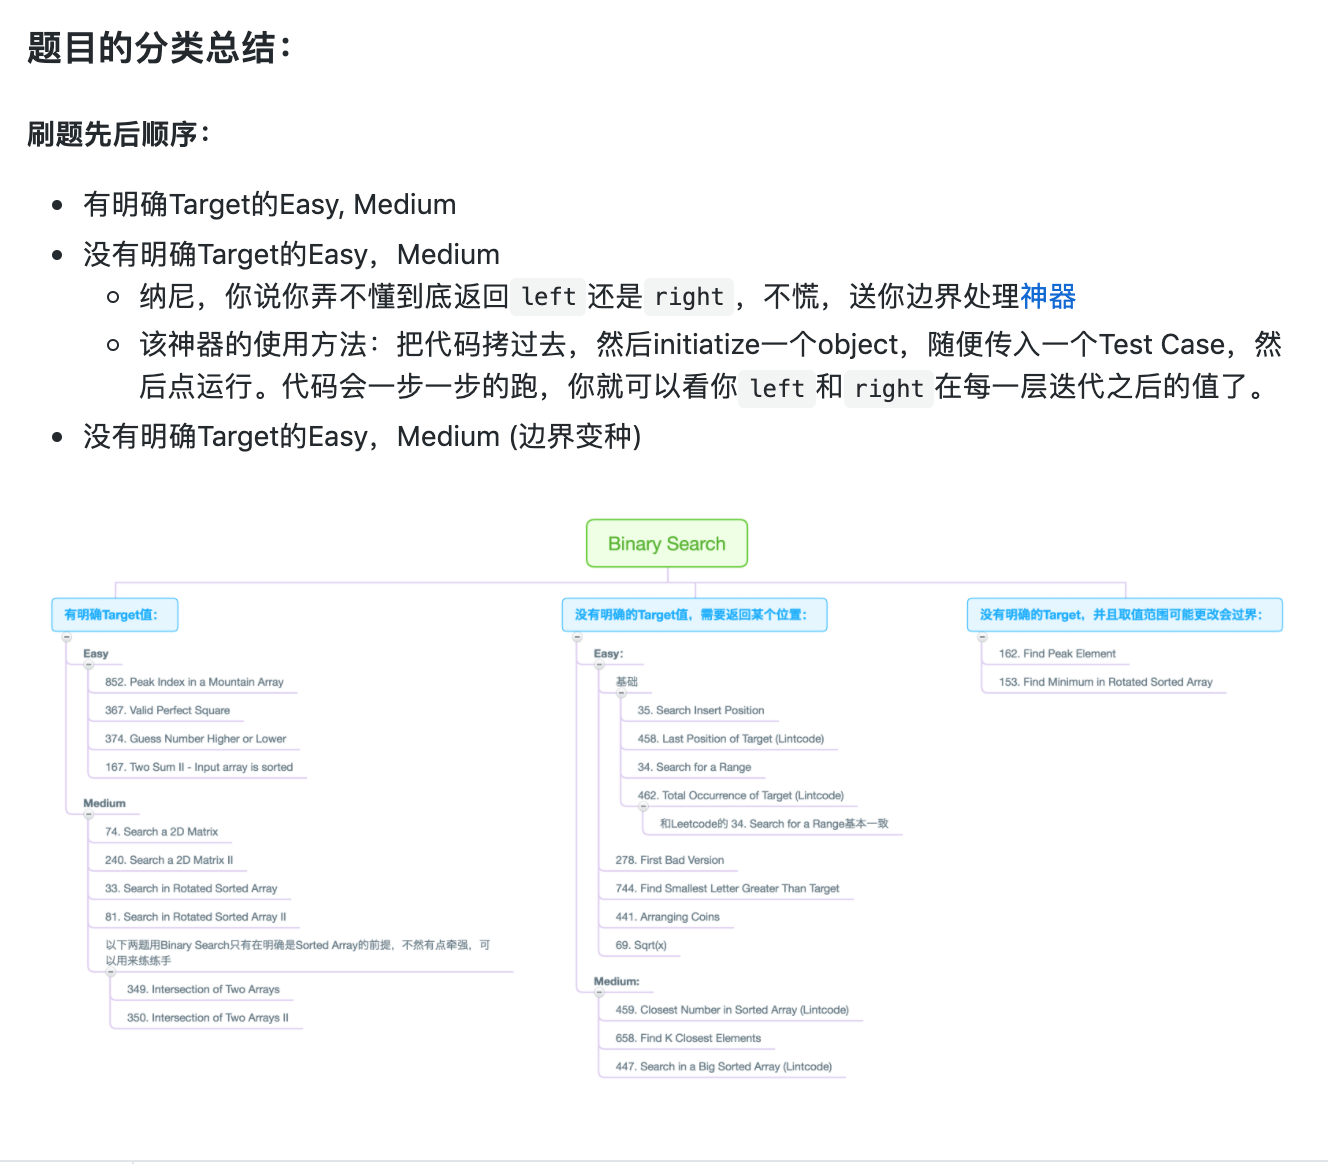 题目的分类总结：
刷题先后顺序：
有明确Target的Easy, Medium
没有明确Target的Easy，Medium
纳尼，你说你弄不懂到底返回 left 还是 right ，不慌，送你边界处理神器
该神器的使用方法：把代码拷过去，然后initiatize一个object，随便传入一个Test Case，然
后点运行。代码会一步一步的跑，你就可以看你 left 和 right 在每一层迭代之后的值了。
没有明确Target的Easy，Medium (边界变种)
Binary Search
有明确Target值：
Easy
852. Peak Index in a Mountain Array
367. Valid Perfect Square
374. Guess Number Higher or Lower
167. Two Sum II - Input array is sorted
Medium
74. Search a 2D Matrix
240. Search a 2D Matrix II
33. Search in Rotated Sorted Array
81. Search in Rotated Sorted Array II
以下两题用Binary Search只有在明确是Sorted Array的前提，不然有点牵强，可
以用来练练手
349. Intersection of Two Arrays
350. Intersection of Two Arrays II
没有明确的Target值，需要返回某个位置：
Easy:
基础
35. Search Insert Position
458. Last Position of Target (Lintcode)
34. Search for a Range
462. Total Occurrence of Target (Lintcode)
和Leetcode的 34. Search for a Range基本一致
278. First Bad Version
744. Find Smallest Letter Greater Than Target
441. Arranging Coins
69. Sqrt(x)
Medium:
459. Closest Number in Sorted Array (Lintcode)
658. Find K Closest Elements
447. Search in a Big Sorted Array (Lintcode)
没有明确的Target，并且取值范围可能更改会过界：
162. Find Peak Element
153. Find Minimum in Rotated Sorted Array